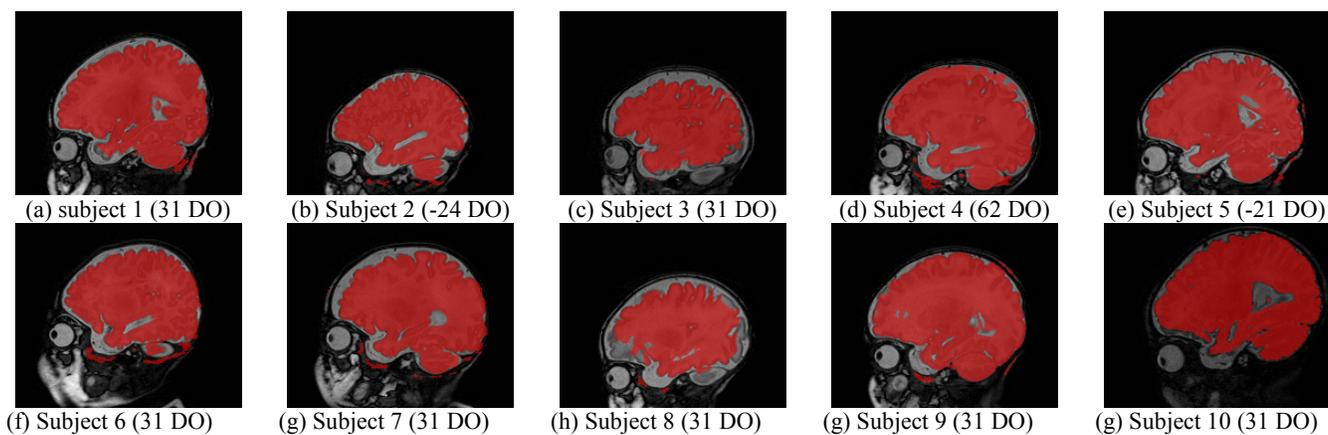 (a) subject 1 (31 DO)
(b) Subject 2 (-24 DO)
(c) Subject 3 (31 DO)
(d) Subject 4 (62 DO)
(e) Subject 5 (-21 DO)
(f) Subject 6 (31 DO)
(g) Subject 7 (31 DO)
(h) Subject 8 (31 DO)
(i) Subject 9 (31 DO)
(g) Subject 10 (31 DO)